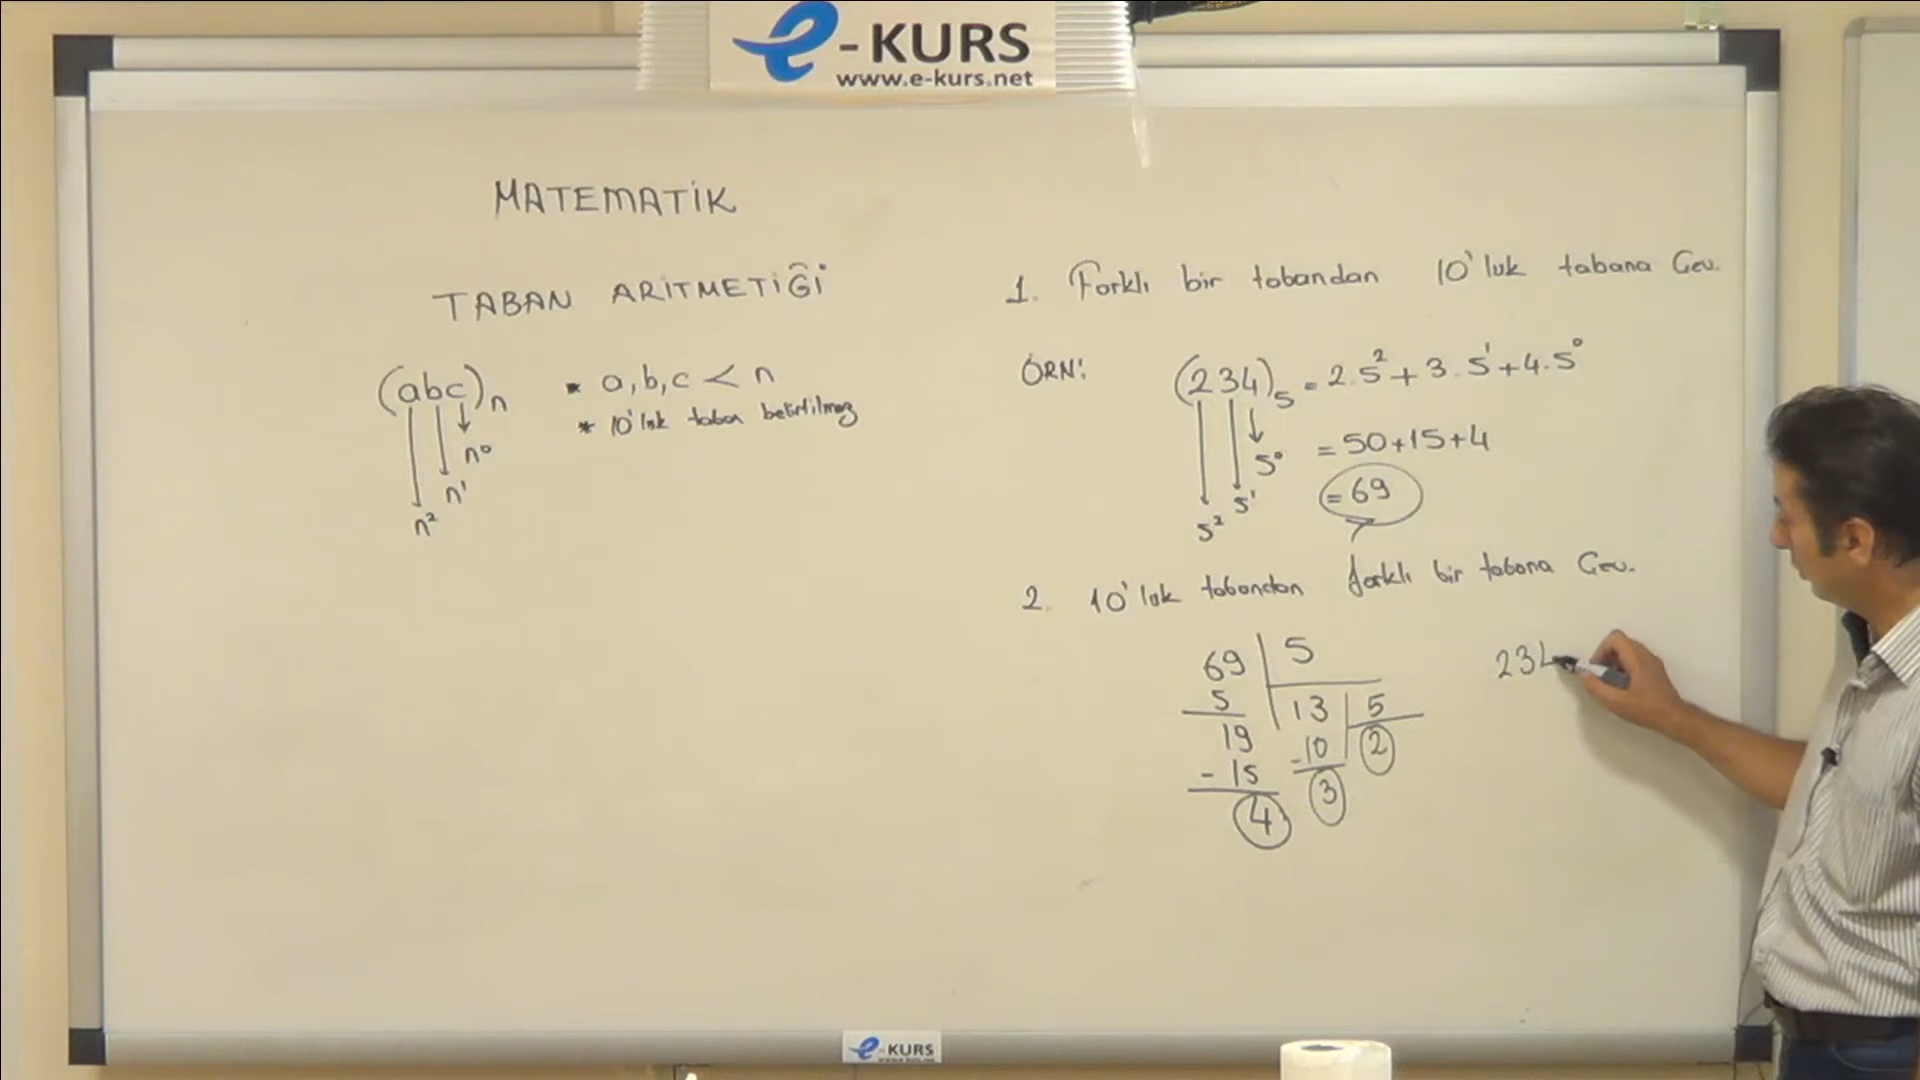 e-KURS
www.e-kurs.net
MATEMATİK
TABAN ARİTMETİĞİ
(abc)n
n⁰
n¹
n²
* a,b,c < n
* 10'luk taban belirtilmez
1. Farklı bir tabandan 10'luk tabana Çev.
ÖRN:
(234)₅ = 2.5² + 3.5¹ + 4.5⁰
5⁰
5¹
5²
= 50+15+4
= 69
2. 10'luk tabandan farklı bir tabana Çev.
69 | 5
5
13 | 5
19
-10
2
-15
3
4
234
e-KURS